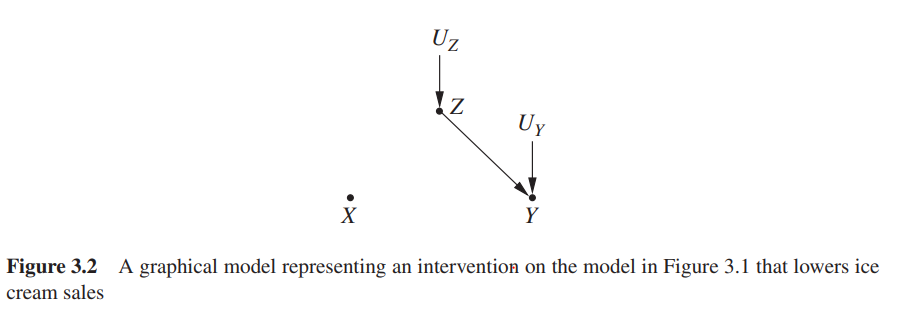 U_Z
Z
U_Y
X
Y
Figure 3.2 A graphical model representing an intervention on the model in Figure 3.1 that lowers ice
cream sales